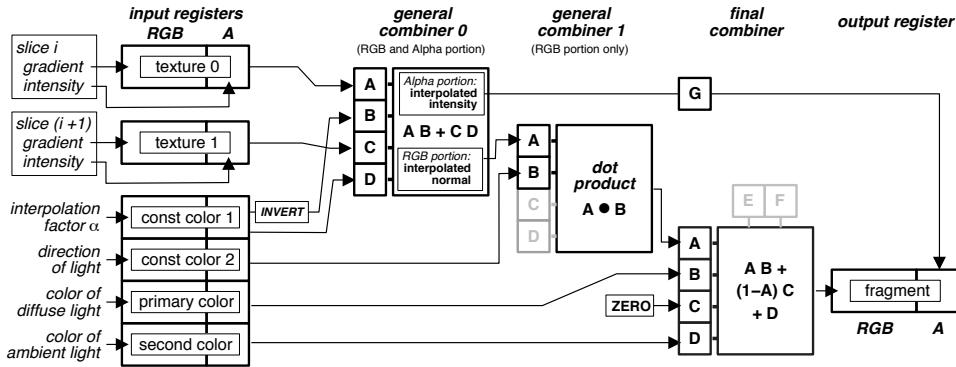 input registers
RGB A
general
combiner 0
(RGB and Alpha portion)
general
combiner 1
(RGB portion only)
final
combiner
output register
slice i
gradient
intensity
texture 0
slice (i +1)
gradient
intensity
texture 1
interpolation
factor α
const color 1
direction
of light
const color 2
color of
diffuse light
primary color
color of
ambient light
second color
INVERT
A
B
C
D
Alpha portion:
interpolated
intensity
A B + C D
RGB portion:
interpolated
normal
A
B
C
D
dot
product
A ● B
G
E F
A
B
C
D
ZERO
A B +
(1–A) C
+ D
fragment
RGB A